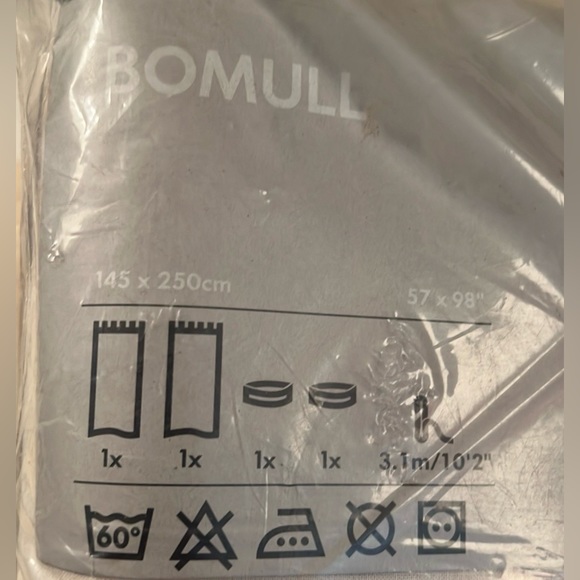 BOMULL
145 x 250cm 57 x 98"
1x 1x 1x 1x 3.1m/10'2"
60°